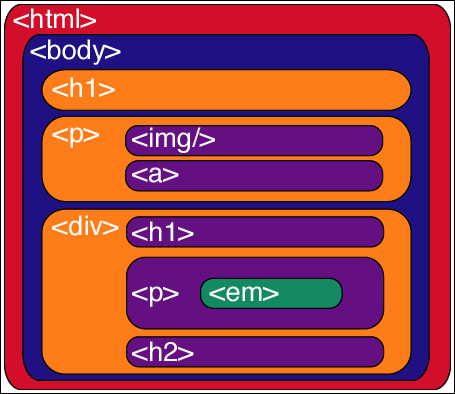 <html>
<body>
<h1>
<p>
<img/>
<a>
<div>
<h1>
<p>
<em>
<h2>